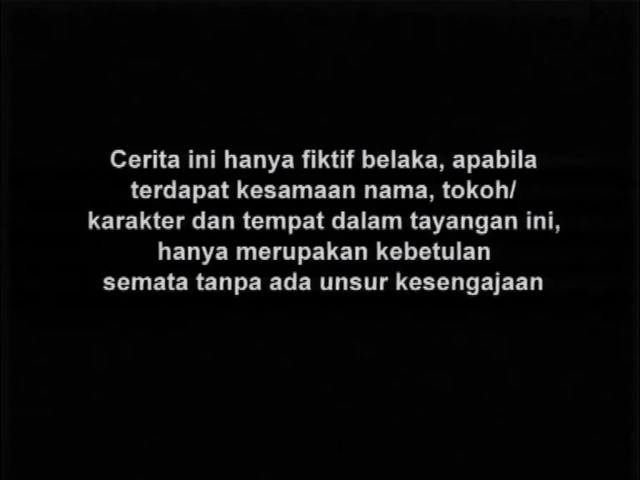 Cerita ini hanya fiktif belaka, apabila
terdapat kesamaan nama, tokoh/
karakter dan tempat dalam tayangan ini,
hanya merupakan kebetulan
semata tanpa ada unsur kesengajaan